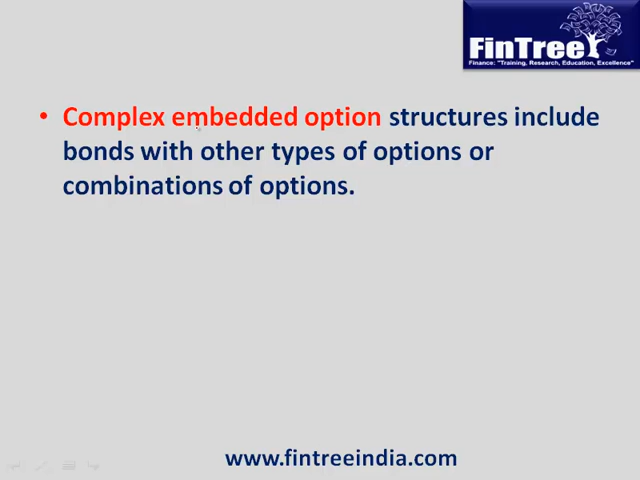 FinTree
Finance: "Training, Research, Education, Excellence"
• Complex embedded option structures include
bonds with other types of options or
combinations of options.
www.fintreeindia.com